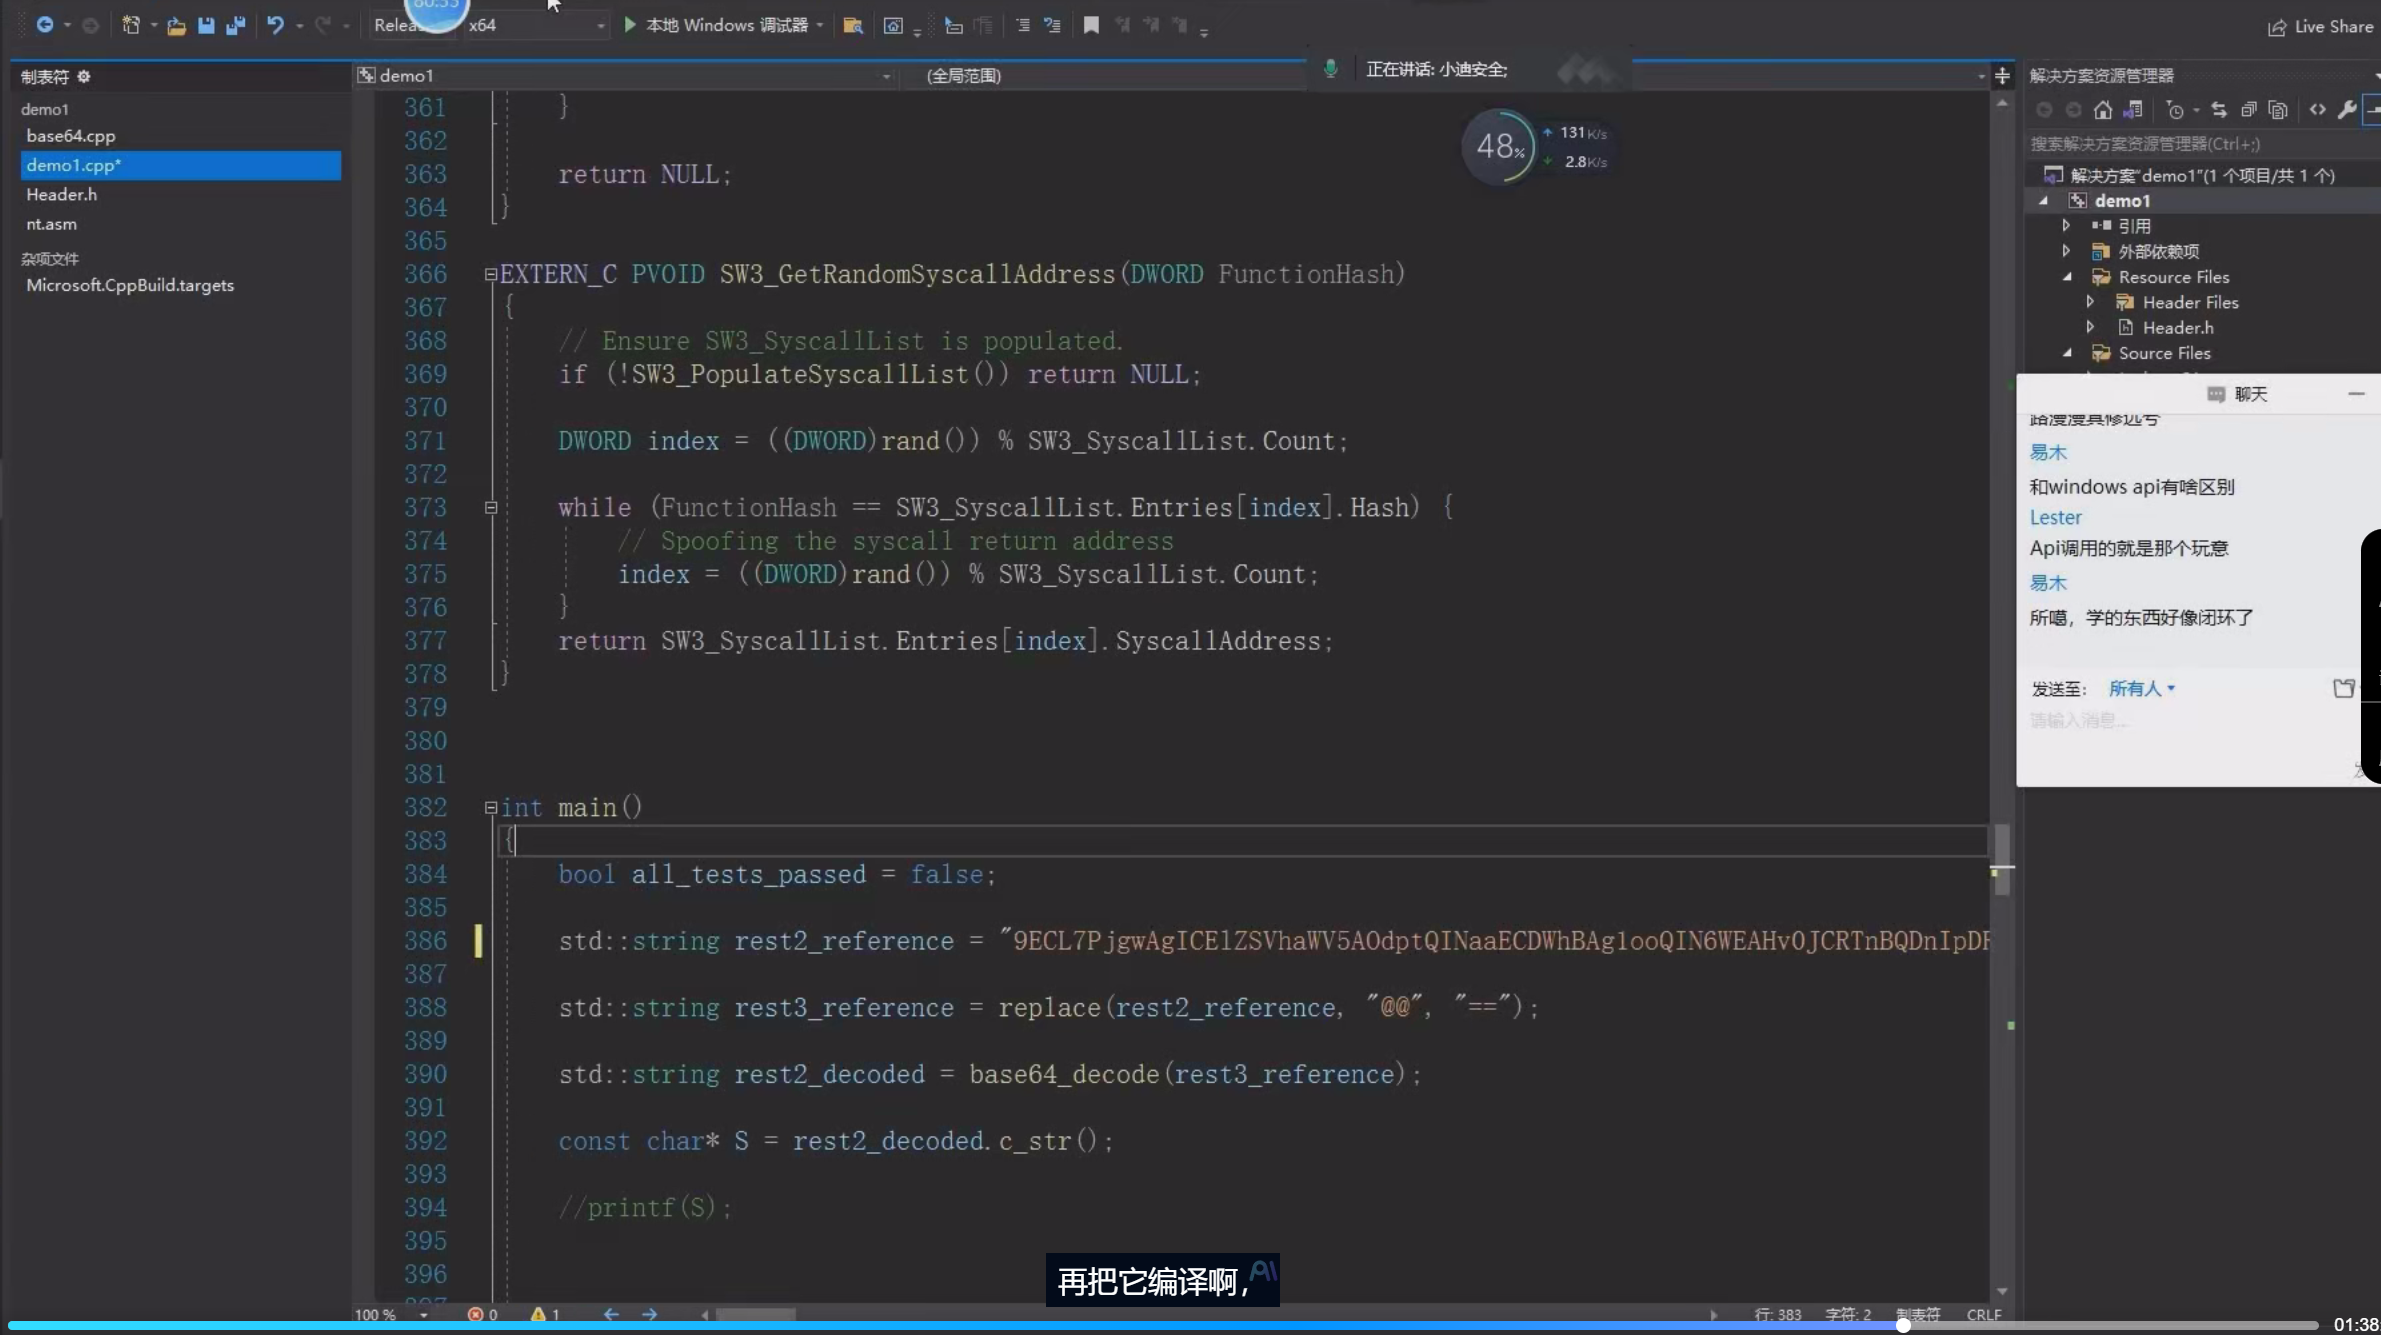 x64
本地 Windows 调试器
Live Share
制表符
demo1
base64.cpp
demo1.cpp*
Header.h
nt.asm
杂项文件
Microsoft.CppBuild.targets
demo1
(全局范围)
正在讲话: 小迪安全;
48%
131 K/s
2.8 K/s
361 }
362
363 return NULL;
364 }
365
366 EXTERN_C PVOID SW3_GetRandomSyscallAddress(DWORD FunctionHash)
367 {
368 // Ensure SW3_SyscallList is populated.
369 if (!SW3_PopulateSyscallList()) return NULL;
370
371 DWORD index = ((DWORD)rand()) % SW3_SyscallList.Count;
372
373 while (FunctionHash == SW3_SyscallList.Entries[index].Hash) {
374 // Spoofing the syscall return address
375 index = ((DWORD)rand()) % SW3_SyscallList.Count;
376 }
377 return SW3_SyscallList.Entries[index].SyscallAddress;
378 }
379
380
381
382 int main()
383 {
384 bool all_tests_passed = false;
385
386 std::string rest2_reference = "9ECL7PjgwAgICElZSVhaWV5AOdptQINaaECDWhBAg1ooQIN6WEAHv0JCRTnBQDnIpDF
387
388 std::string rest3_reference = replace(rest2_reference, "@@", "==");
389
390 std::string rest2_decoded = base64_decode(rest3_reference);
391
392 const char* S = rest2_decoded.c_str();
393
394 //printf(S);
395
396
再把它编译啊，
100 %
0
1
行: 383
字符: 2
制表符
CRLF
01:38
解决方案资源管理器
搜索解决方案资源管理器(Ctrl+;)
解决方案"demo1"(1 个项目/共 1 个)
demo1
引用
外部依赖项
Resource Files
Header Files
Header.h
Source Files
聊天
易木
和windows api有啥区别
Lester
Api调用的就是那个玩意
易木
所噶，学的东西好像闭环了
发送至:
所有人
请输入消息...